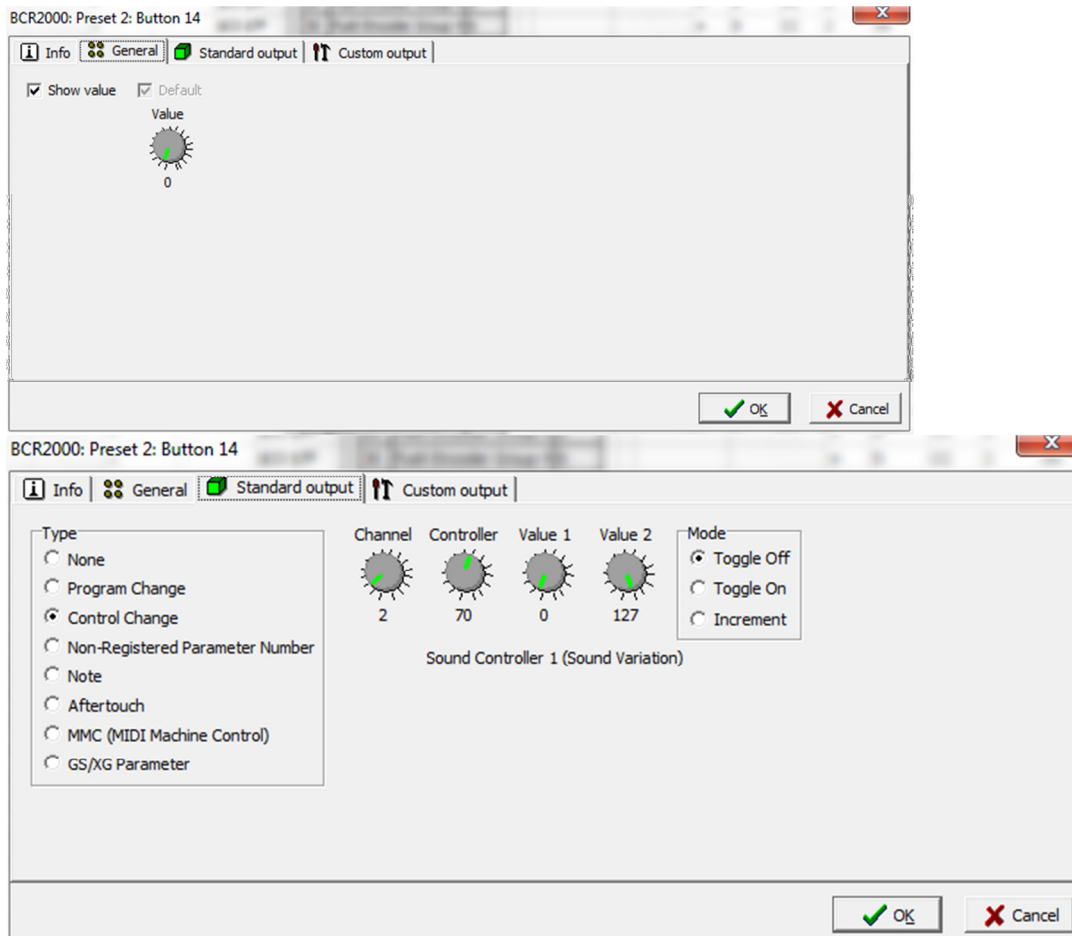 BCR2000: Preset 2: Button 14
Info General Standard output Custom output
Show value Default
Value
0
OK Cancel
BCR2000: Preset 2: Button 14
Info General Standard output Custom output
Type
None
Program Change
Control Change
Non-Registered Parameter Number
Note
Aftertouch
MMC (MIDI Machine Control)
GS/XG Parameter
Channel Controller Value 1 Value 2
2 70 0 127
Sound Controller 1 (Sound Variation)
Mode
Toggle Off
Toggle On
Increment
OK Cancel